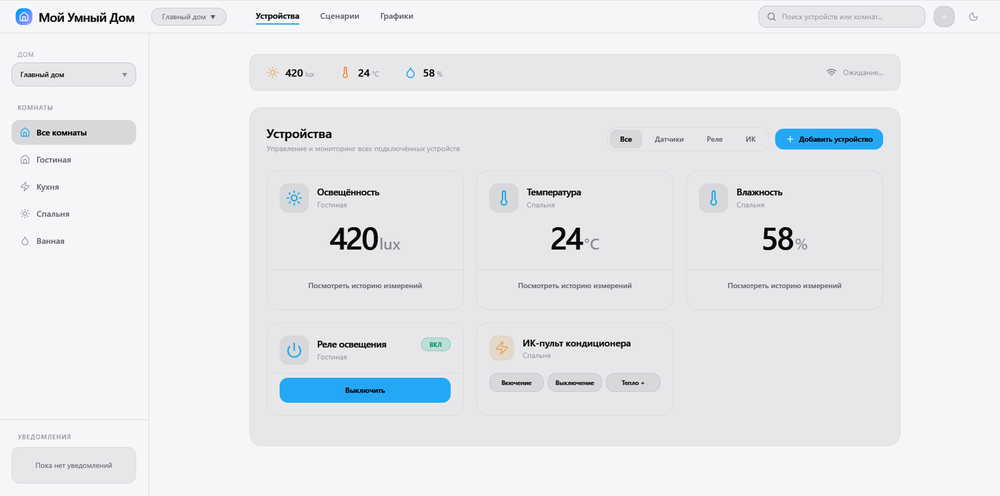 Мой Умный Дом
Главный дом ▼
Устройства
Сценарии
Графики
Поиск устройств или комнат...
+
ДОМ
Главный дом ▼
КОМНАТЫ
Все комнаты
Гостиная
Кухня
Спальня
Ванная
УВЕДОМЛЕНИЯ
Пока нет уведомлений
420 lux
24 °C
58 %
Ожидание...
Устройства
Управление и мониторинг всех подключённых устройств
Все
Датчики
Реле
ИК
+ Добавить устройство
Освещённость
Гостиная
420 lux
Посмотреть историю измерений
Температура
Спальня
24 °C
Посмотреть историю измерений
Влажность
Спальня
58 %
Посмотреть историю измерений
Реле освещения
Гостиная
ВКЛ
Выключить
ИК-пульт кондиционера
Спальня
Вкючение
Выключение
Тепло +